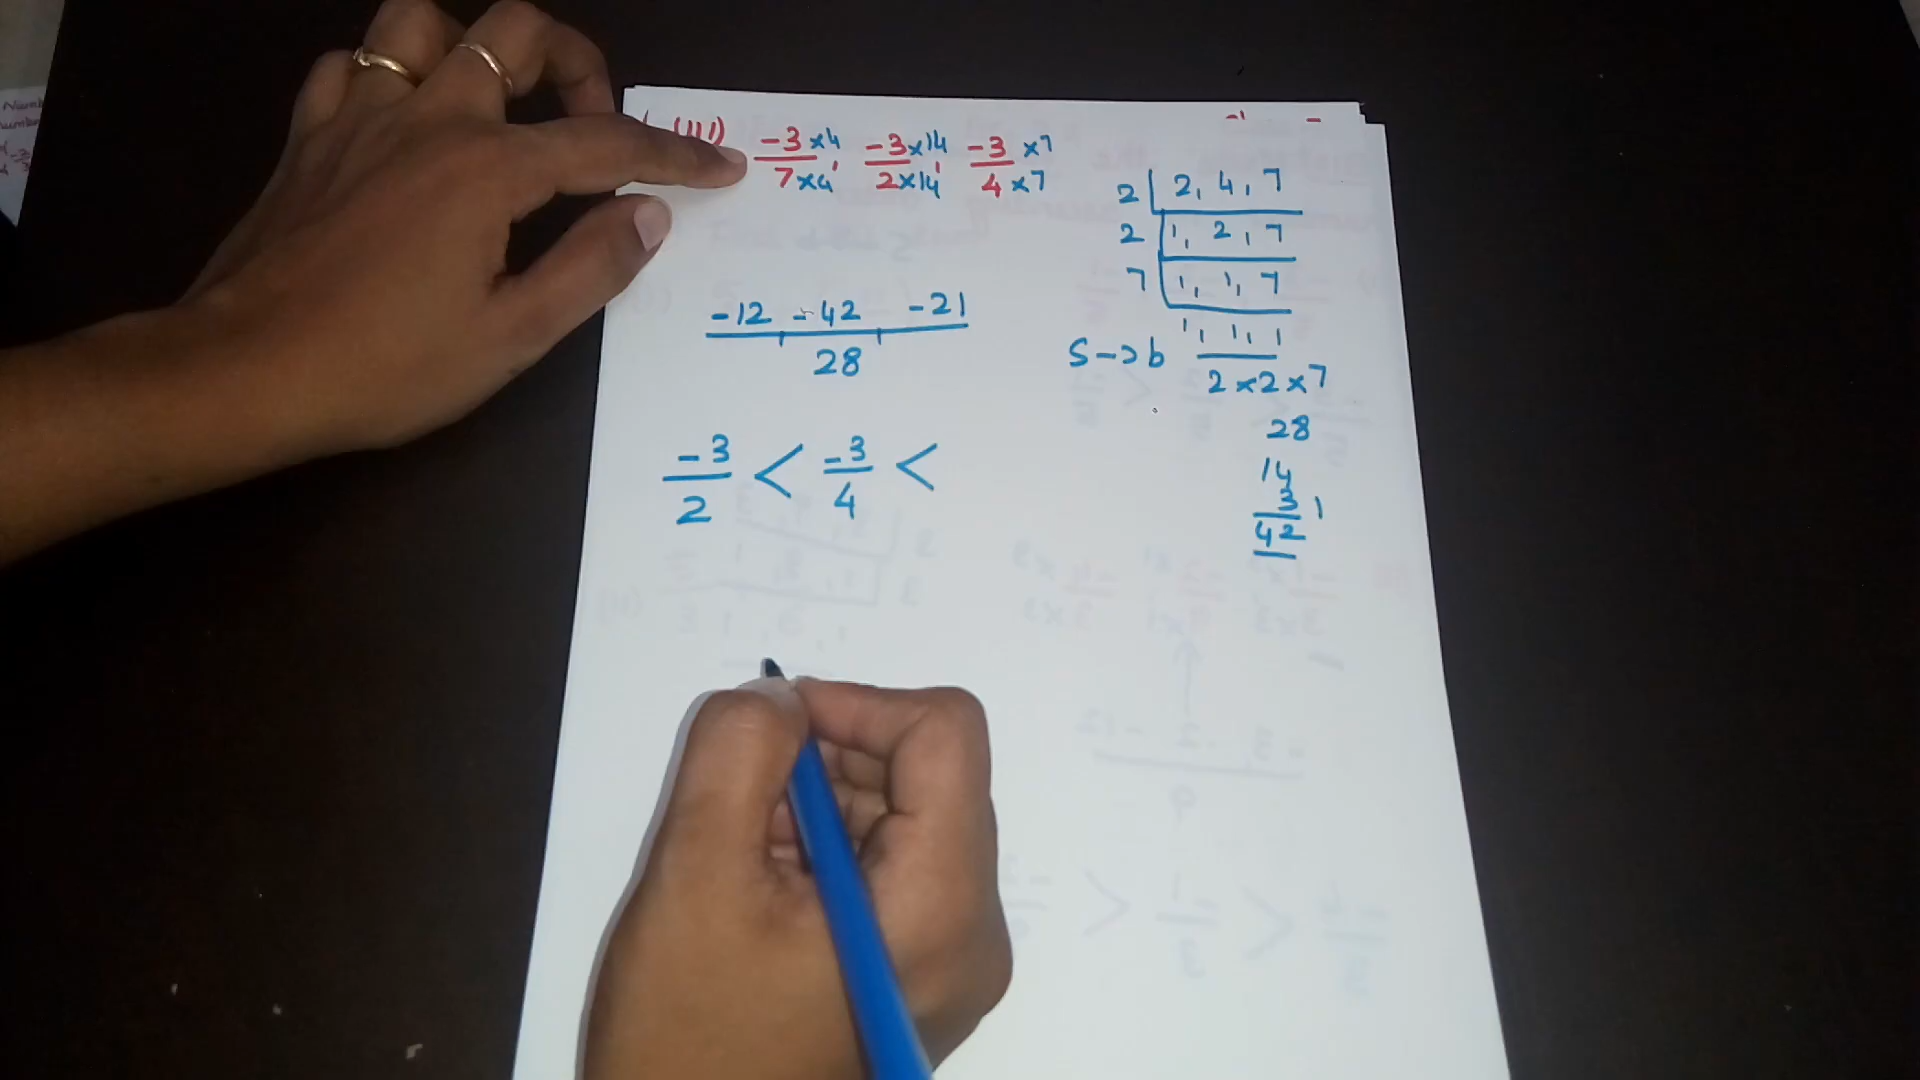 (III) -3×4/7×4, -3×14/2×14, -3×7/4×7
-12 -42 -21
28
-3/2 < -3/4 <
2 | 2, 4, 7
2 | 1, 2, 7
7 | 1, 1, 7
1, 1, 1
S→b
2×2×7
28
14
3 1
42